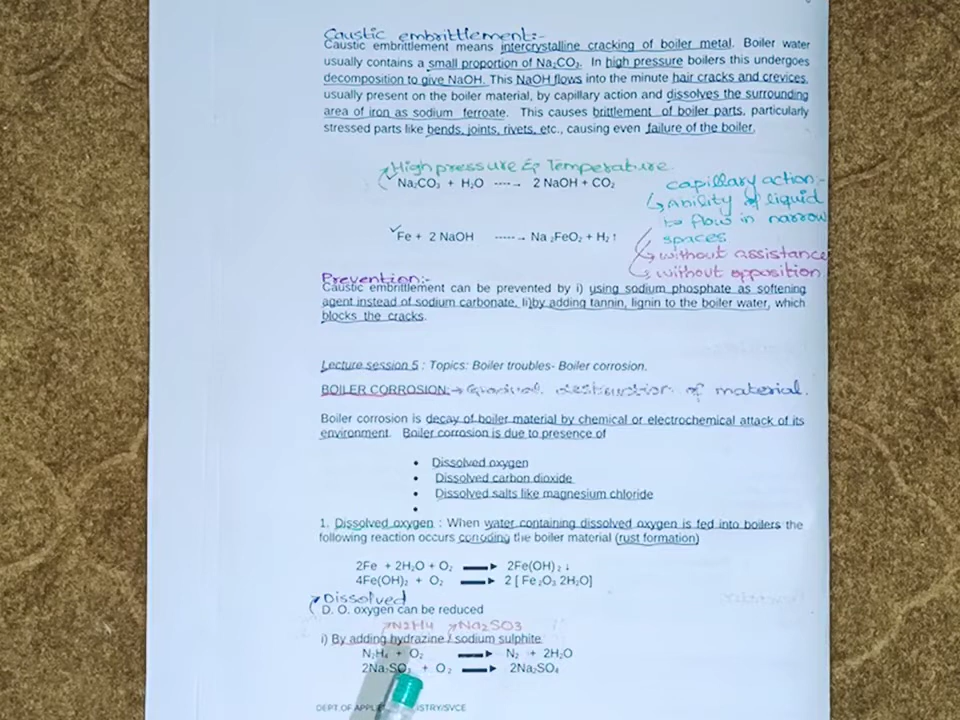 Caustic embrittlement:-
Caustic embrittlement means intercrystalline cracking of boiler metal. Boiler water
usually contains a small proportion of Na₂CO₃. In high pressure boilers this undergoes
decomposition to give NaOH. This NaOH flows into the minute hair cracks and crevices,
usually present on the boiler material, by capillary action and dissolves the surrounding
area of iron as sodium ferroate. This causes brittlement of boiler parts, particularly
stressed parts like bends, joints, rivets, etc., causing even failure of the boiler.
High pressure & Temperature
Na₂CO₃ + H₂O ----→ 2 NaOH + CO₂
capillary action:-
Ability of liquid
to flow in narrow
spaces
Fe + 2 NaOH -----→ Na ₂FeO₂ + H₂ ↑
without assistance
without opposition.
Prevention:-
Caustic embrittlement can be prevented by i) using sodium phosphate as softening
agent instead of sodium carbonate, Ii)by adding tannin, lignin to the boiler water, which
blocks the cracks.
Lecture session 5 : Topics: Boiler troubles- Boiler corrosion.
BOILER CORROSION: → Gradual destruction of material.
Boiler corrosion is decay of boiler material by chemical or electrochemical attack of its
environment. Boiler corrosion is due to presence of
• Dissolved oxygen
• Dissolved carbon dioxide
• Dissolved salts like magnesium chloride
•
1. Dissolved oxygen : When water containing dissolved oxygen is fed into boilers the
following reaction occurs corroding the boiler material (rust formation)
2Fe + 2H₂O + O₂ → 2Fe(OH) ₂ ↓
4Fe(OH)₂ + O₂ → 2 [ Fe ₂O₃ 2H₂O]
Dissolved
D. O. oxygen can be reduced
N2H4 Na2SO3
i) By adding hydrazine / sodium sulphite
N₂H₄ + O₂ → N₂ + 2H₂O
2Na₂SO₃ + O₂ → 2Na₂SO₄
DEPT.OF ISTRY/SVCE